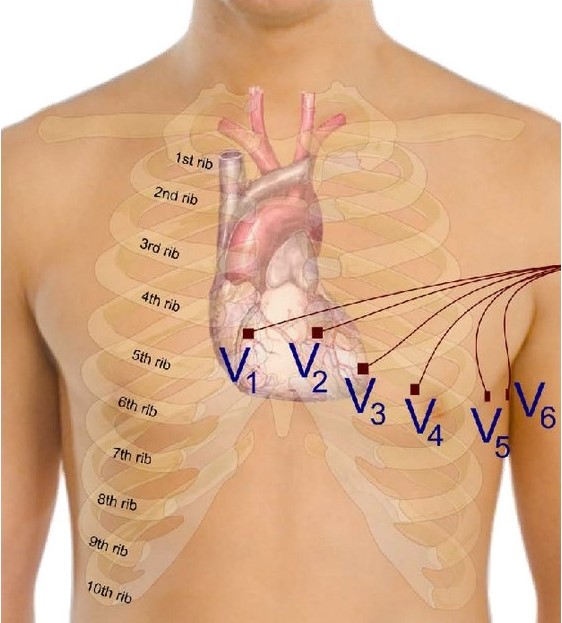 1st rib
2nd rib
3rd rib
4th rib
5th rib
6th rib
7th rib
8th rib
9th rib
10th rib
V1
V2
V3
V4
V5
V6